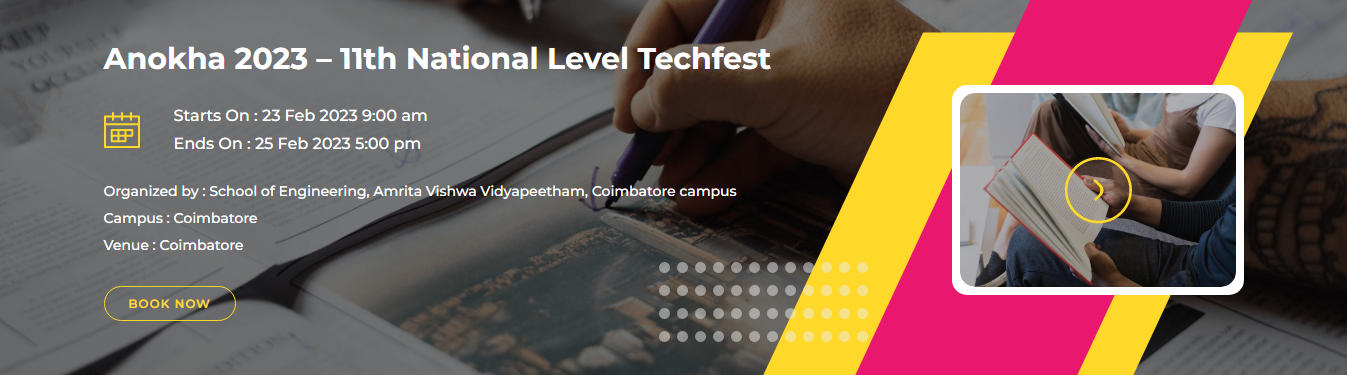 Anokha 2023 – 11th National Level Techfest
Starts On : 23 Feb 2023 9:00 am
Ends On : 25 Feb 2023 5:00 pm
Organized by : School of Engineering, Amrita Vishwa Vidyapeetham, Coimbatore campus
Campus : Coimbatore
Venue : Coimbatore
BOOK NOW